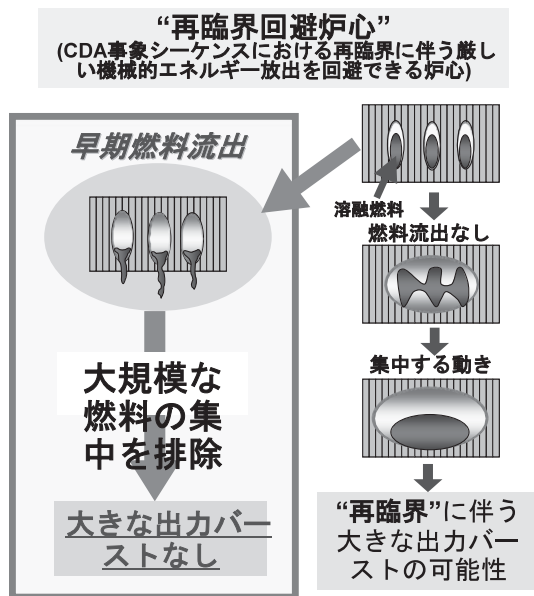 “再臨界回避炉心”
(CDA事象シーケンスにおける再臨界に伴う厳し
い機械的エネルギー放出を回避できる炉心)
早期燃料流出
大規模な
燃料の集
中を排除
大きな出力バー
ストなし
溶融燃料
燃料流出なし
集中する動き
“再臨界”に伴う
大きな出力バー
ストの可能性